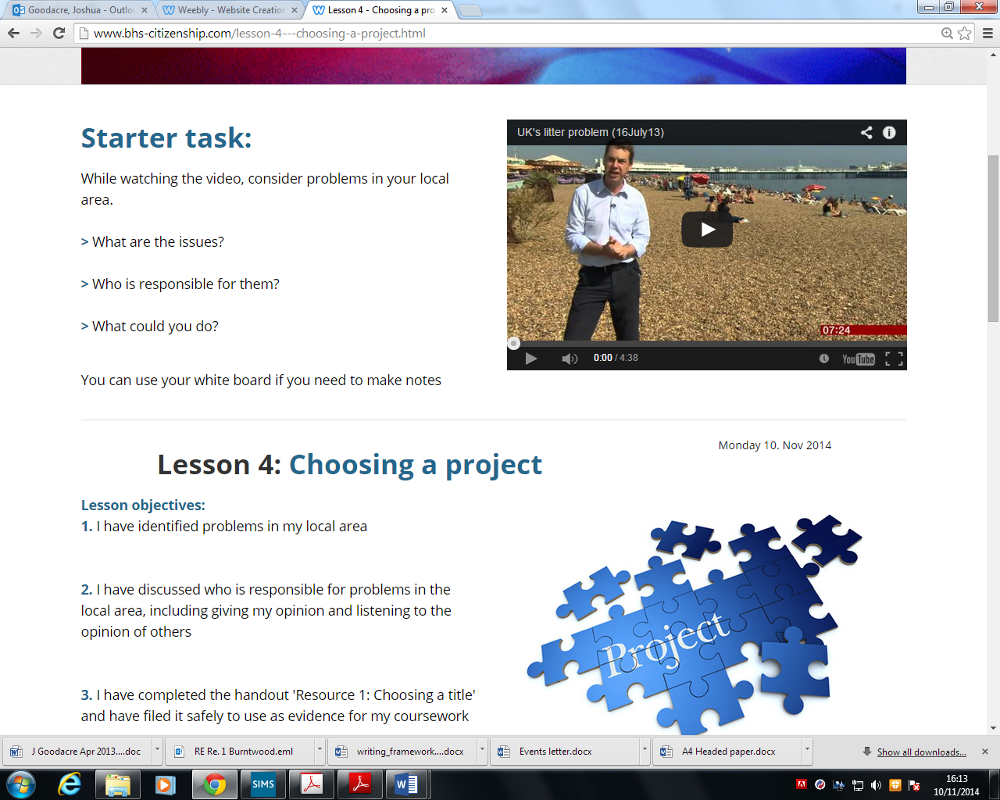 Goodacre, Joshua - Outlo
Weebly - Website Creation
Lesson 4 - Choosing a pro
www.bhs-citizenship.com/lesson-4---choosing-a-project.html
Starter task:
While watching the video, consider problems in your local
area.
> What are the issues?
> Who is responsible for them?
> What could you do?
You can use your white board if you need to make notes
UK's litter problem (16July13)
07:24
0:00 / 4:38
YouTube
Monday 10. Nov 2014
Lesson 4: Choosing a project
Lesson objectives:
1. I have identified problems in my local area
2. I have discussed who is responsible for problems in the
local area, including giving my opinion and listening to the
opinion of others
3. I have completed the handout 'Resource 1: Choosing a title'
and have filed it safely to use as evidence for my coursework
Project
J Goodacre Apr 2013....doc
RE Re. 1 Burntwood.eml
writing_framework....docx
Events letter.docx
A4 Headed paper.docx
Show all downloads...
SIMS
16:13
10/11/2014